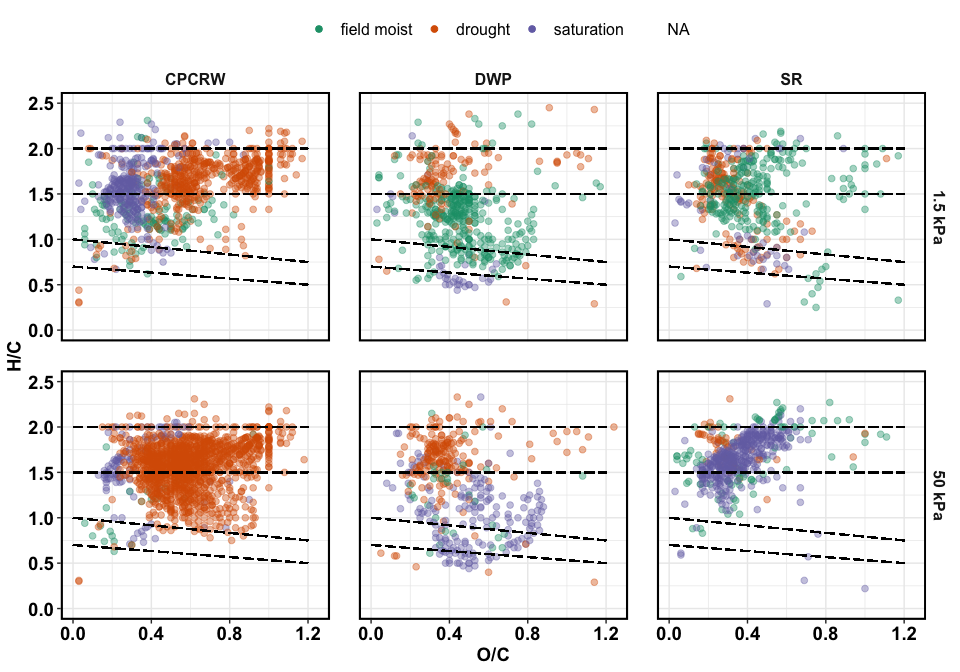 field moist drought saturation NA
CPCRW DWP SR
2.5
2.0
1.5
1.0
0.5
0.0
1.5 kPa
H/C
2.5
2.0
1.5
1.0
0.5
0.0
50 kPa
0.0 0.4 0.8 1.2 0.0 0.4 0.8 1.2 0.0 0.4 0.8 1.2
O/C